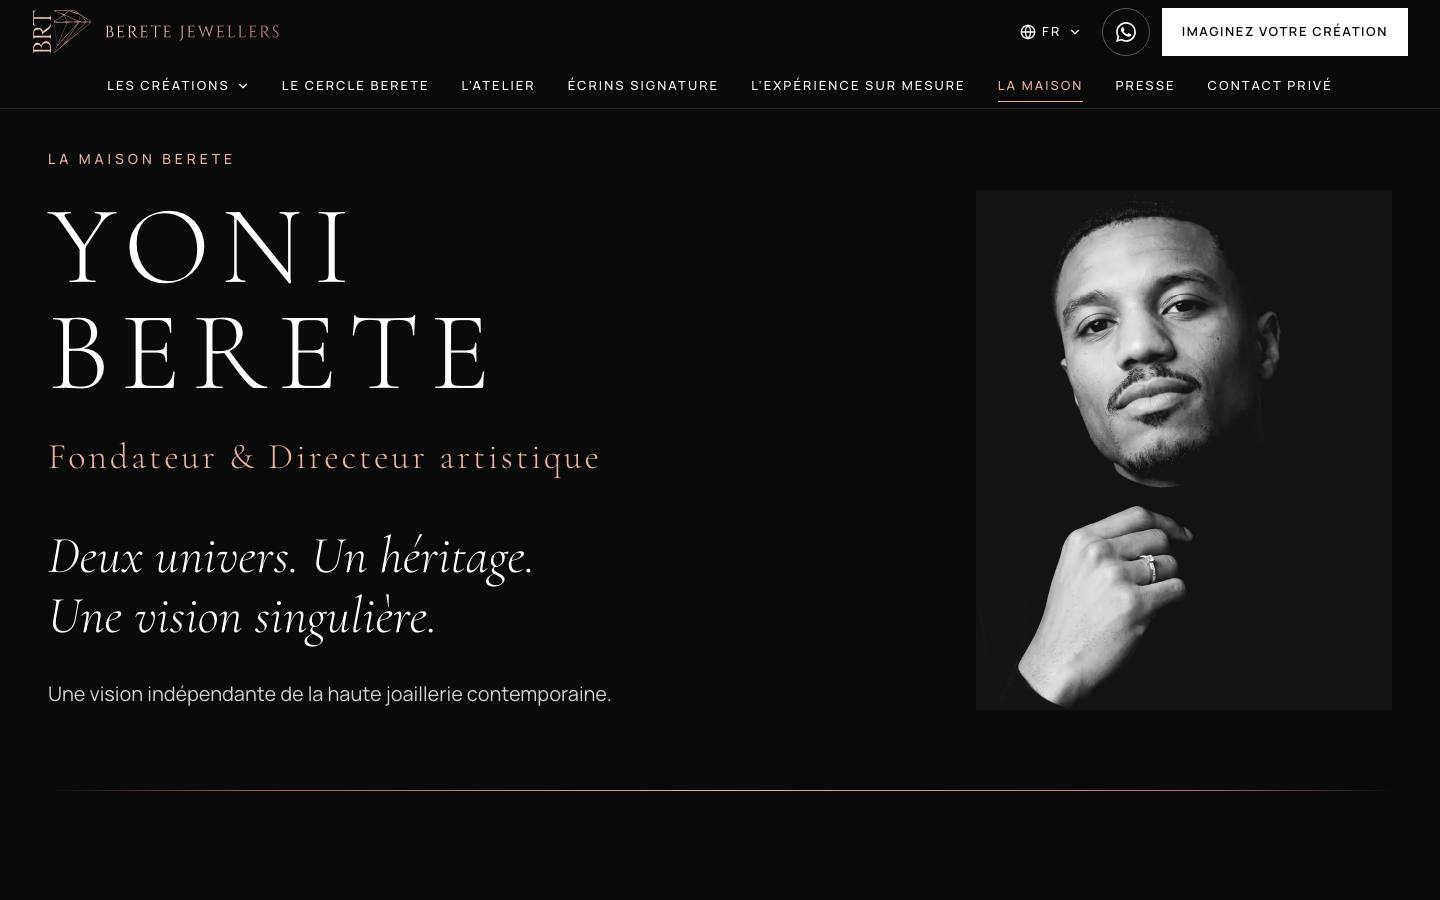 BRT BERETE JEWELLERS
FR
IMAGINEZ VOTRE CRÉATION
LES CRÉATIONS
LE CERCLE BERETE
L'ATELIER
ÉCRINS SIGNATURE
L'EXPÉRIENCE SUR MESURE
LA MAISON
PRESSE
CONTACT PRIVÉ
LA MAISON BERETE
YONI
BERETE
Fondateur & Directeur artistique
Deux univers. Un héritage.
Une vision singulière.
Une vision indépendante de la haute joaillerie contemporaine.